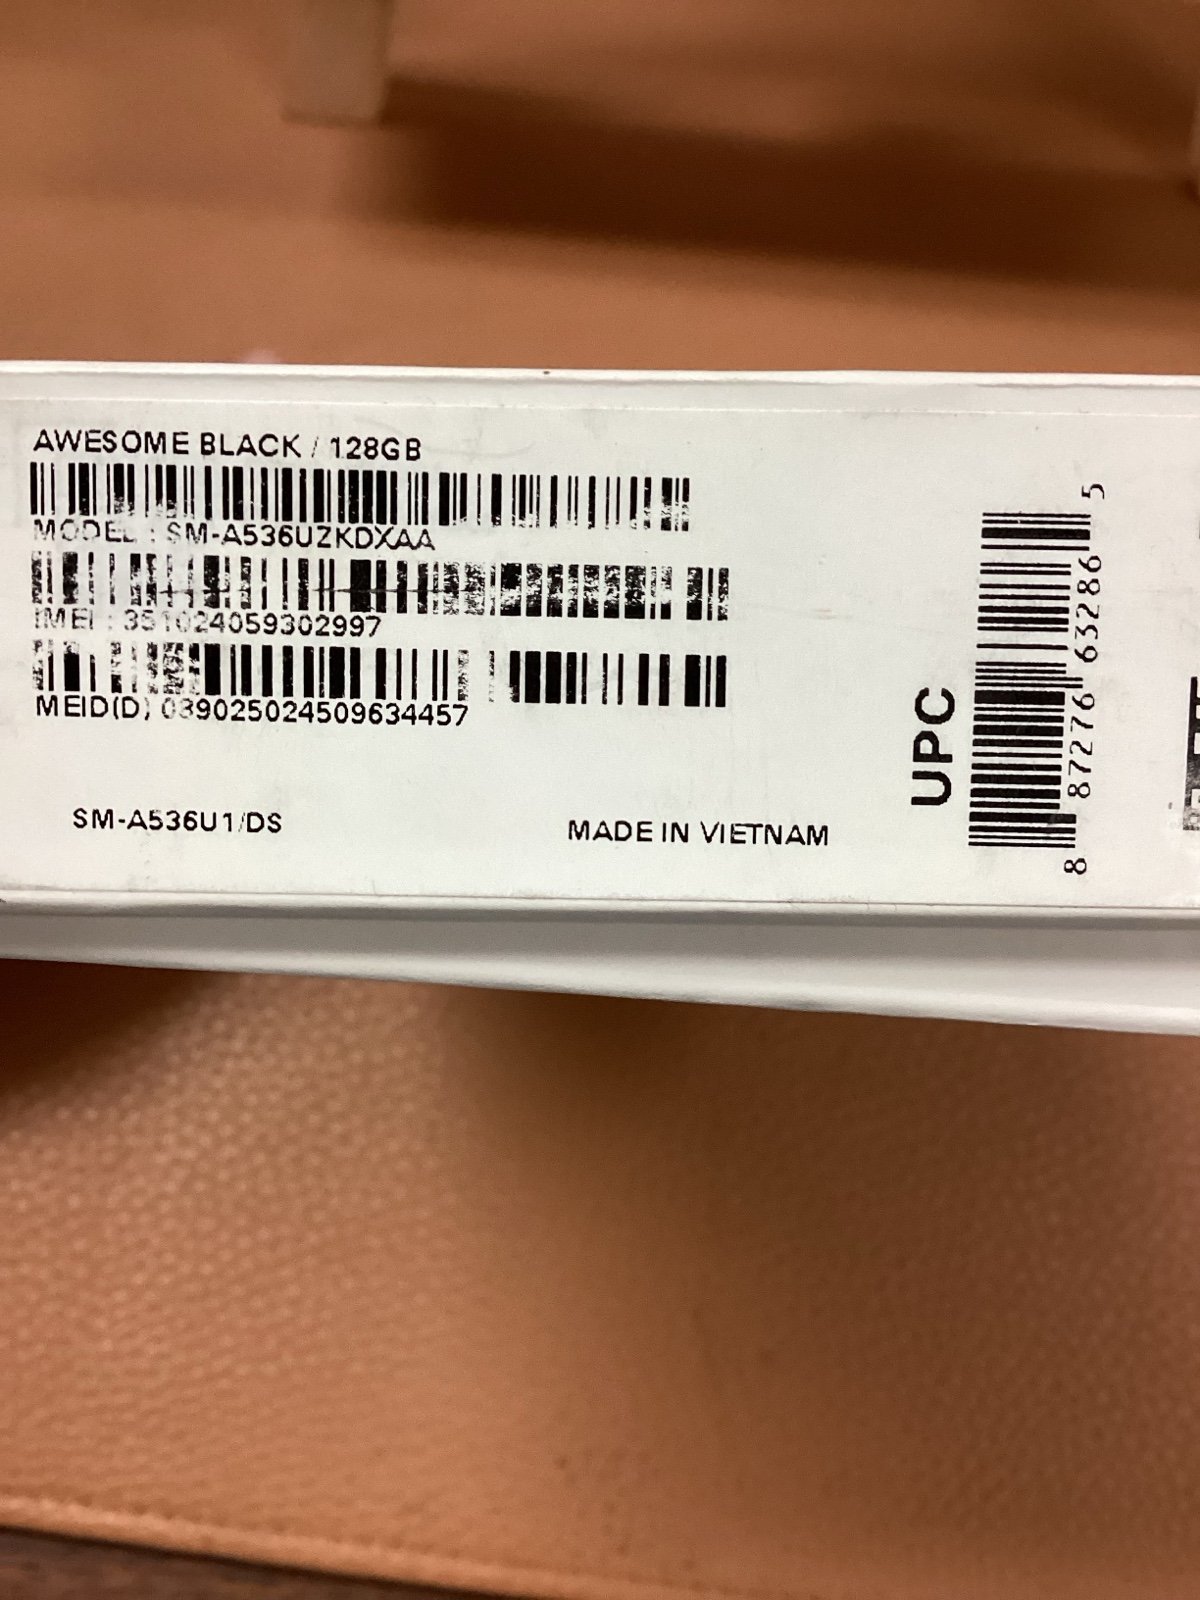 AWESOME BLACK / 128GB
MODEL : SM-A536UZKDXAA
IMEI : 351024059302997
MEID(D) 089025024509634457
SM-A536U1/DS
MADE IN VIETNAM
UPC
8 87276 63286 5